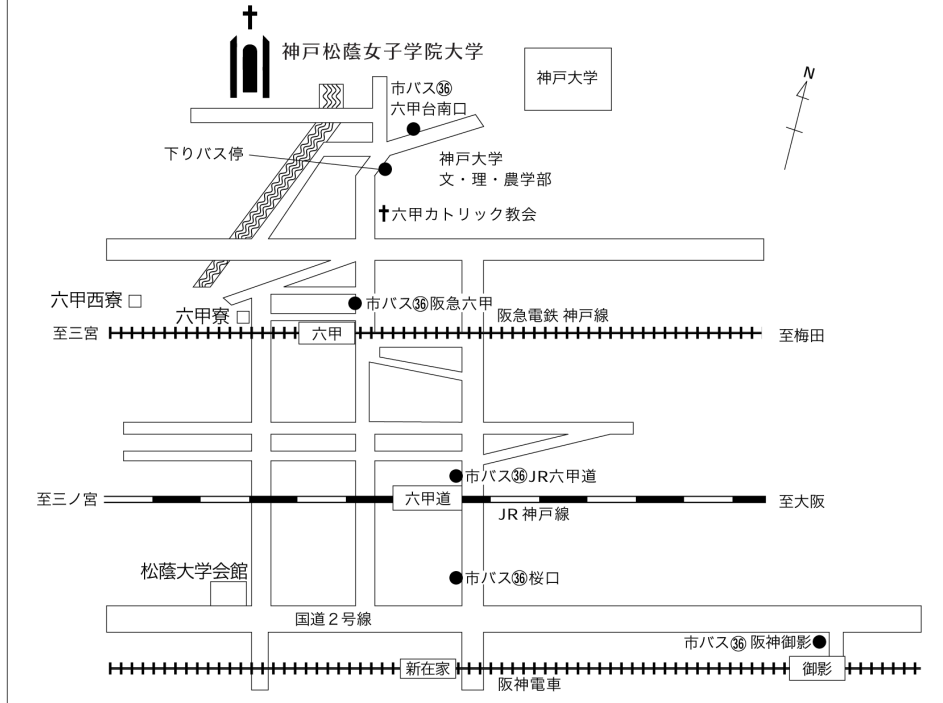 神戸松蔭女子学院大学
神戸大学
N
市バス㊱
六甲台南口
下りバス停
神戸大学
文・理・農学部
六甲カトリック教会
六甲西寮
六甲寮
市バス㊱阪急六甲
阪急電鉄 神戸線
至三宮
六甲
至梅田
市バス㊱JR六甲道
至三ノ宮
六甲道
至大阪
JR 神戸線
松蔭大学会館
市バス㊱桜口
国道2号線
市バス㊱ 阪神御影
新在家
御影
阪神電車